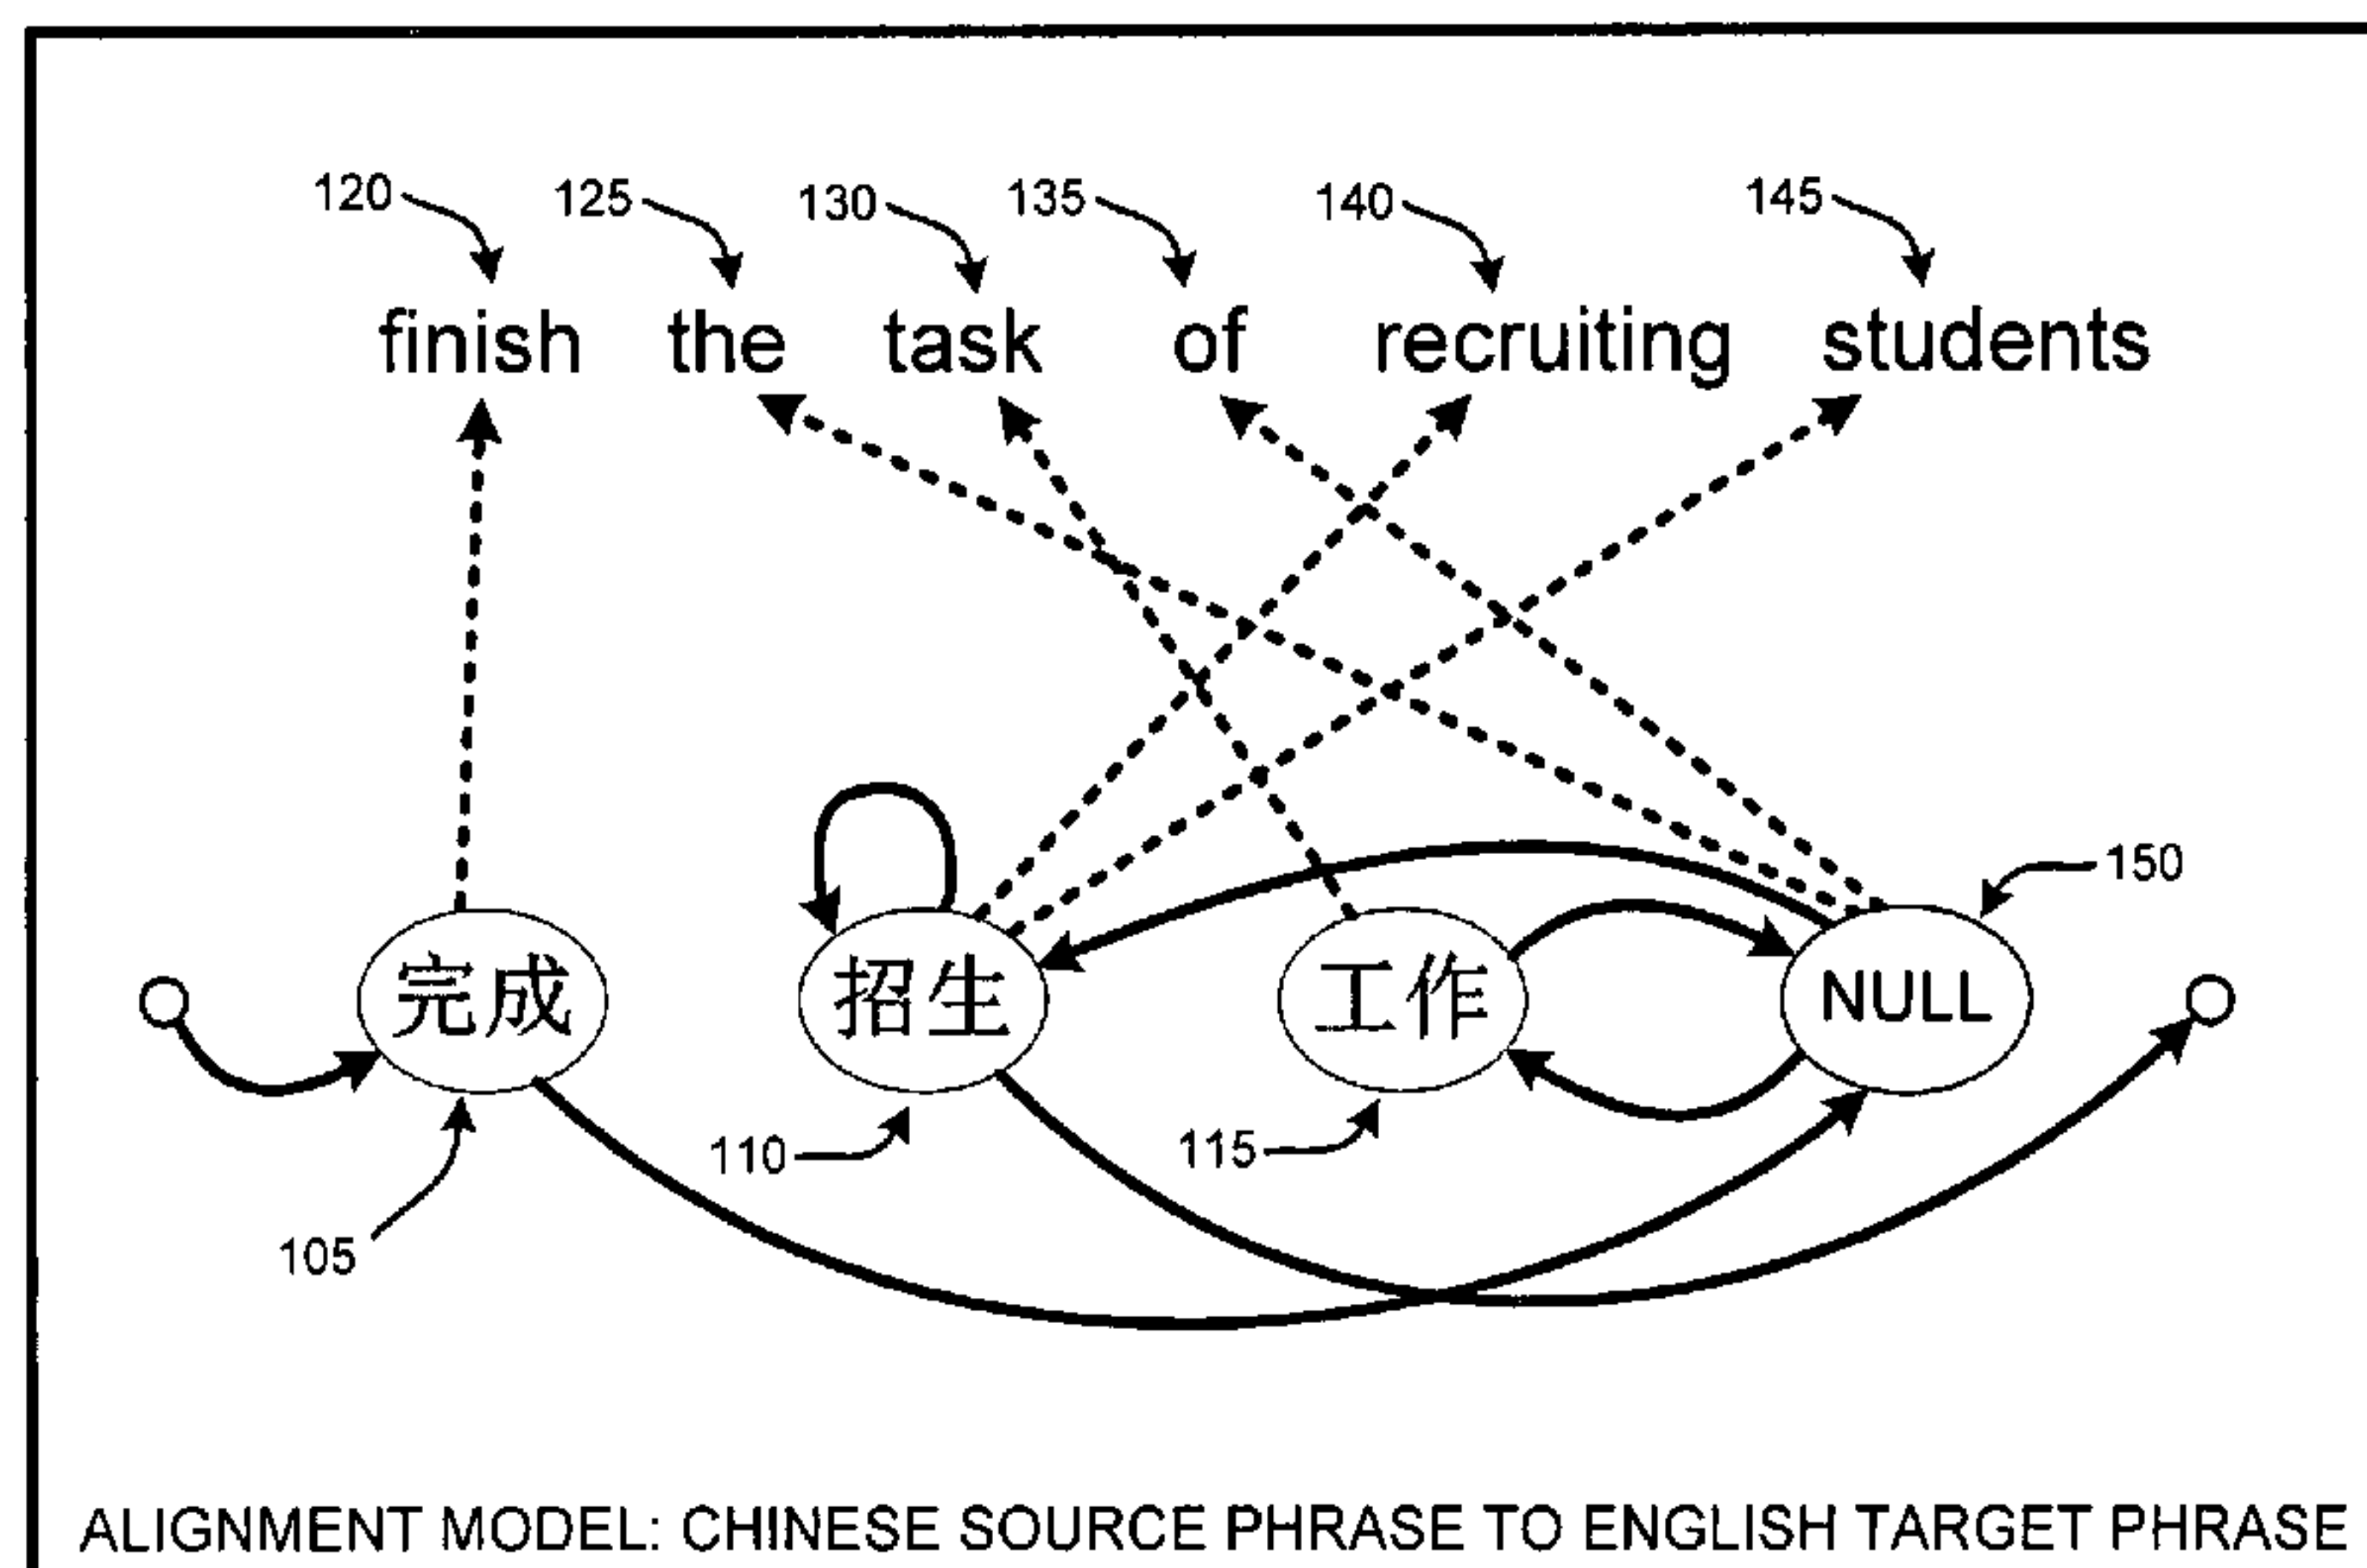 120 125 130 135 140 145
finish the task of recruiting students
150
完成 招生 工作 NULL
110 115
105
ALIGNMENT MODEL: CHINESE SOURCE PHRASE TO ENGLISH TARGET PHRASE